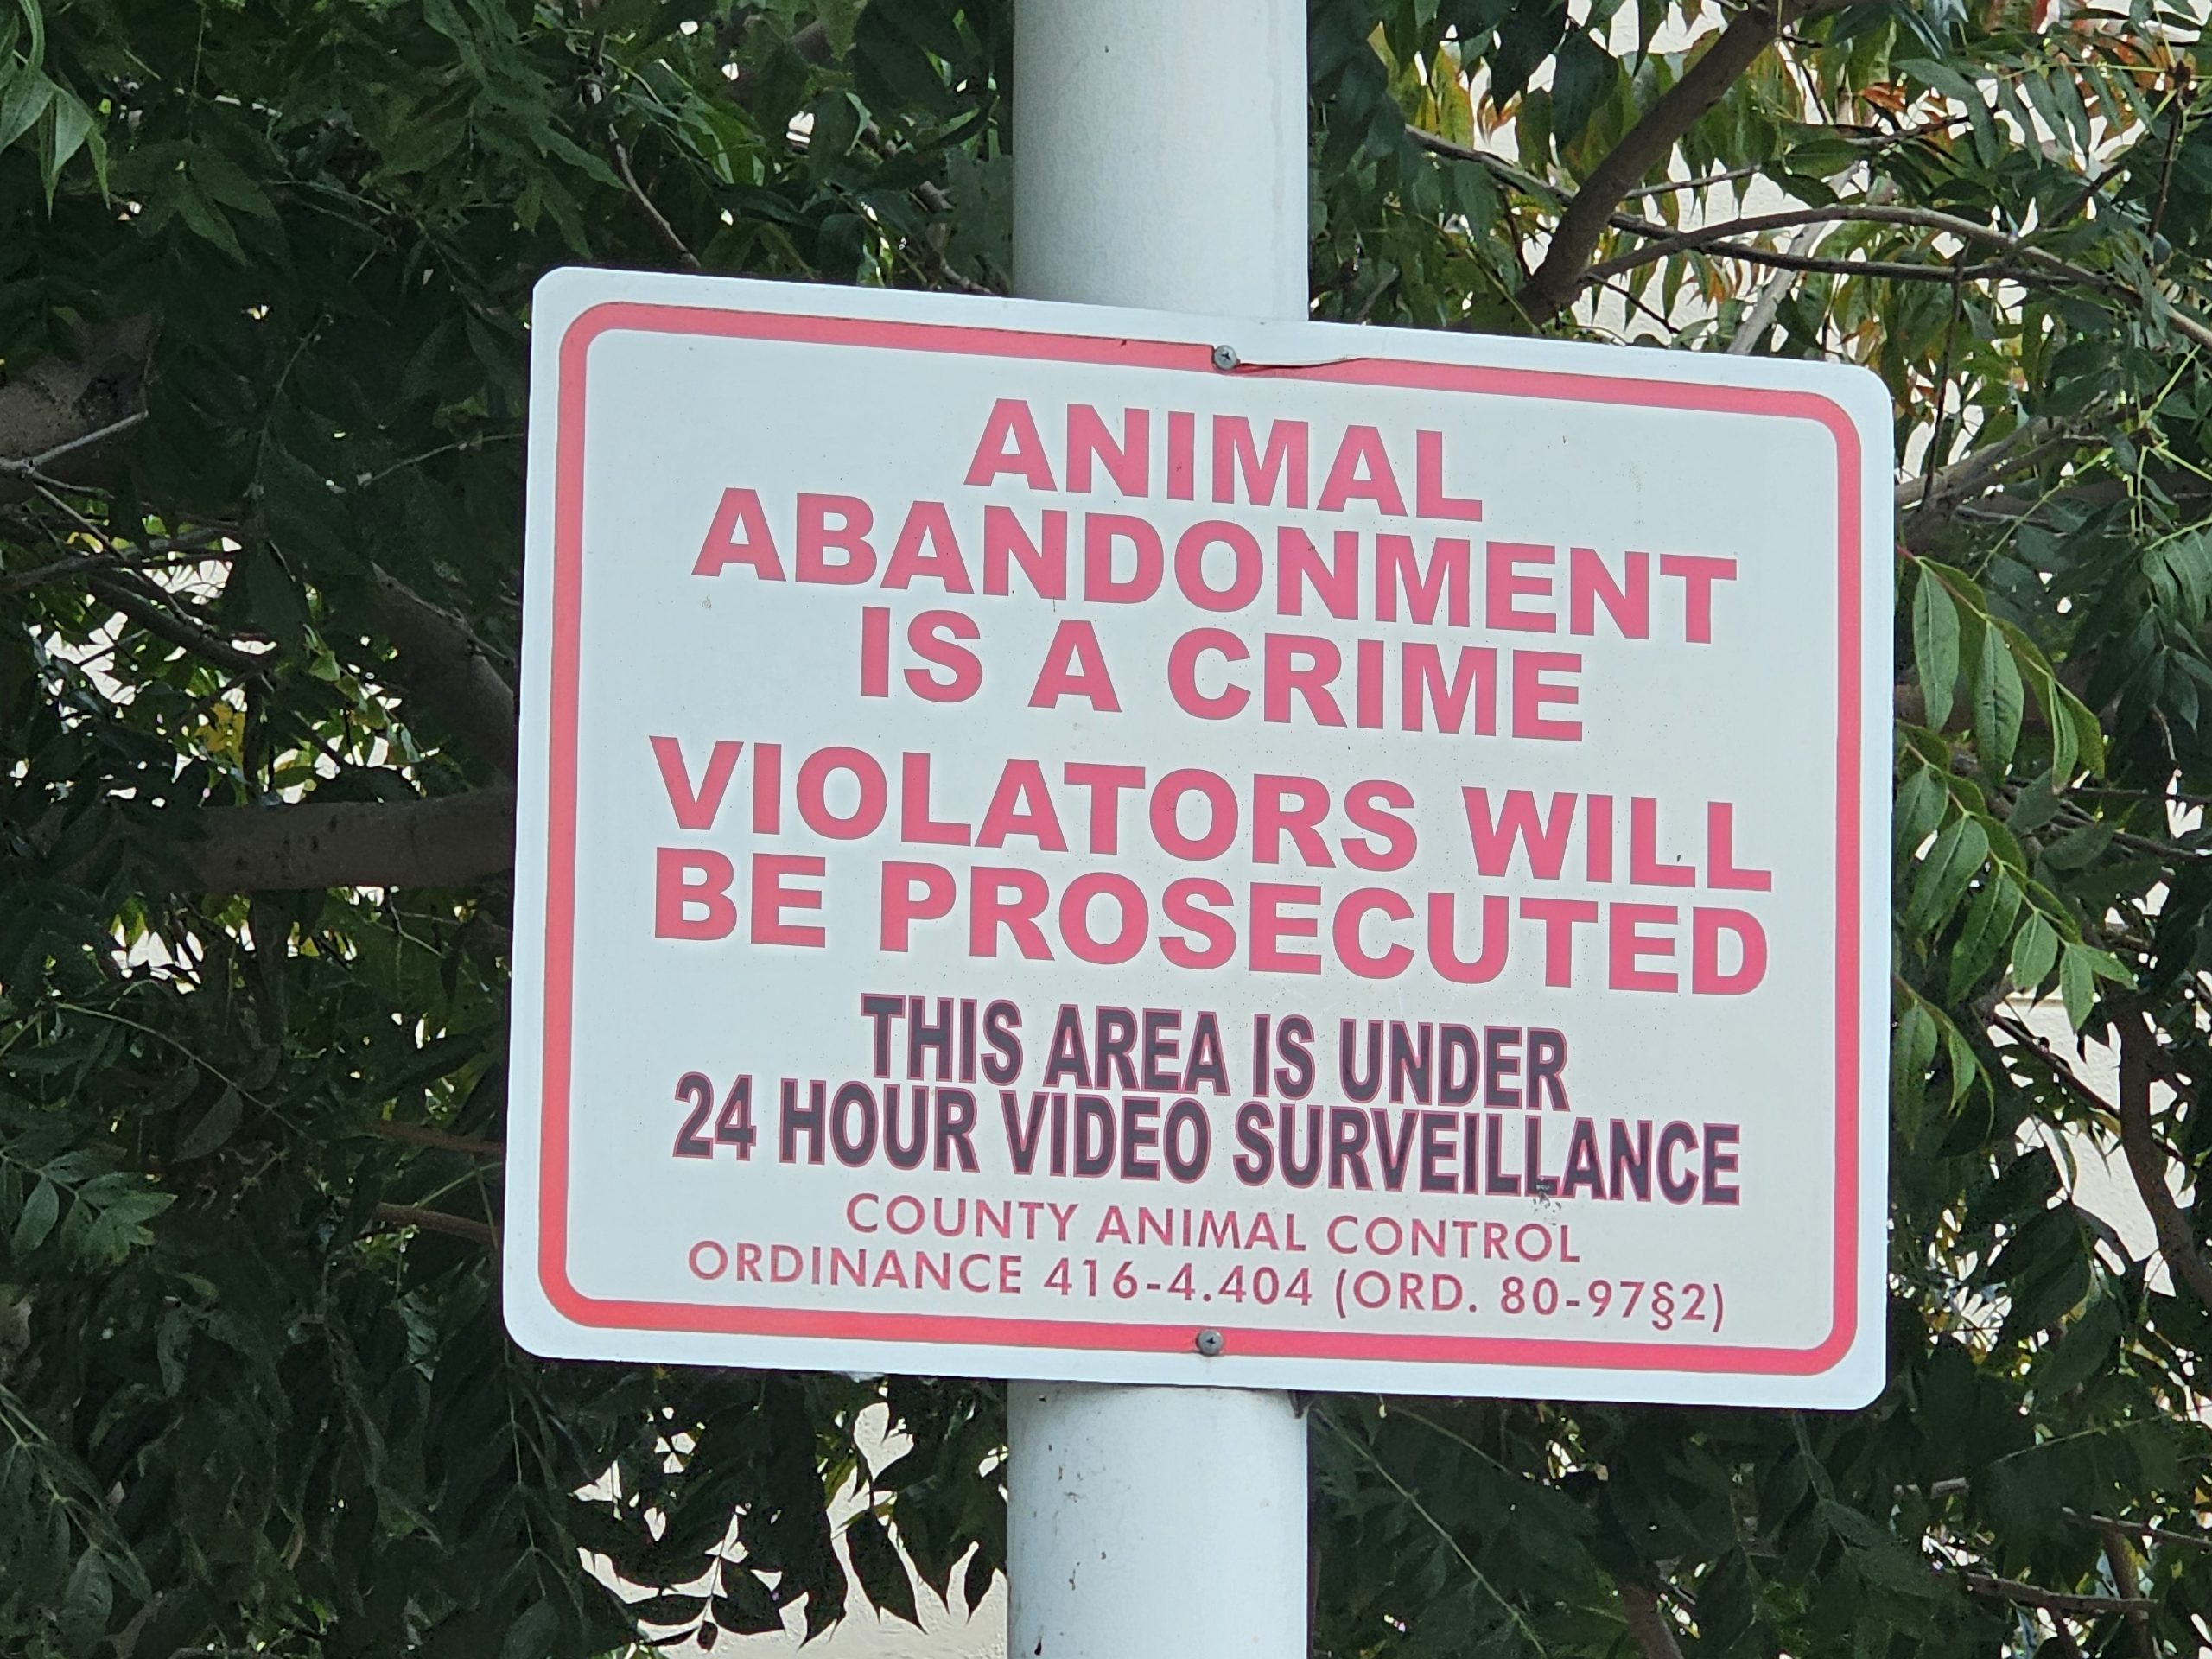 ANIMAL
ABANDONMENT
IS A CRIME
VIOLATORS WILL
BE PROSECUTED
THIS AREA IS UNDER
24 HOUR VIDEO SURVEILLANCE
COUNTY ANIMAL CONTROL
ORDINANCE 416-4.404 (ORD. 80-97§2)